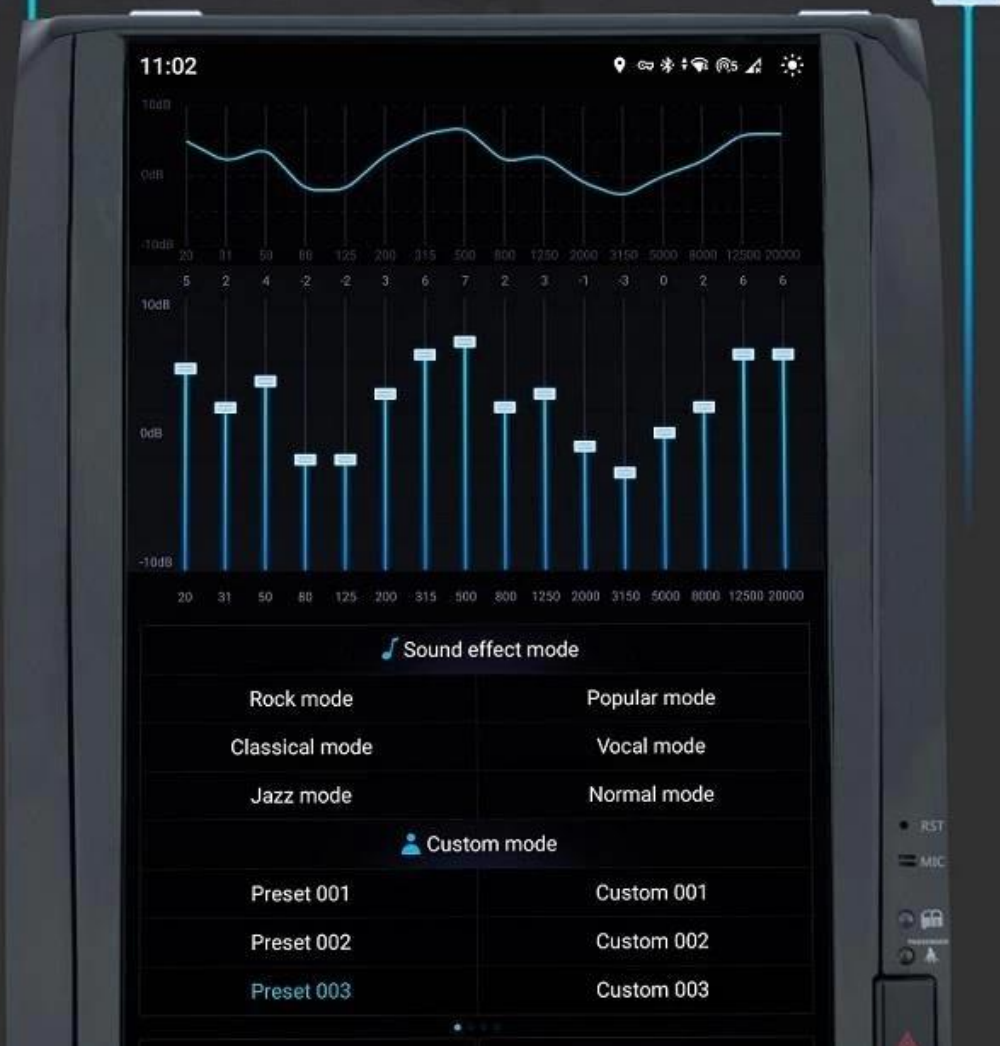 11:02
10dB
0dB
-10dB
20 31 50 80 125 200 315 500 800 1250 2000 3150 5000 8000 12500 20000
5 2 4 -2 -2 3 6 7 2 3 -1 -3 0 2 6 6
10dB
0dB
-10dB
20 31 50 80 125 200 315 500 800 1250 2000 3150 5000 8000 12500 20000
Sound effect mode
Rock mode Popular mode
Classical mode Vocal mode
Jazz mode Normal mode
Custom mode
Preset 001 Custom 001
Preset 002 Custom 002
Preset 003 Custom 003
RST
MIC